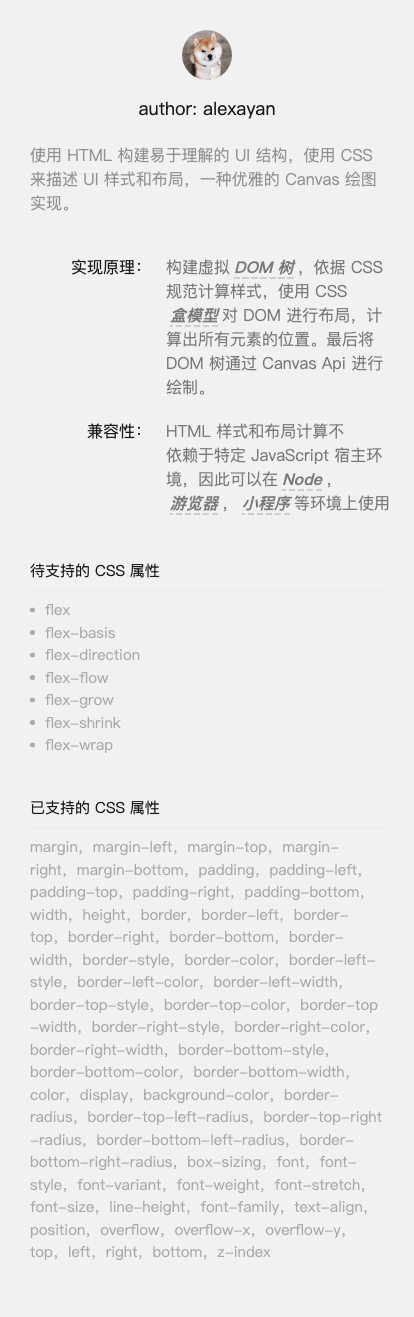 author: alexayan
使用 HTML 构建易于理解的 UI 结构，使用 CSS
来描述 UI 样式和布局，一种优雅的 Canvas 绘图
实现。
实现原理： 构建虚拟 DOM 树 ，依据 CSS
规范计算样式，使用 CSS
盒模型 对 DOM 进行布局，计
算出所有元素的位置。最后将
DOM 树通过 Canvas Api 进行
绘制。
兼容性： HTML 样式和布局计算不
依赖于特定 JavaScript 宿主环
境，因此可以在 Node ，
游览器 ， 小程序 等环境上使用
待支持的 CSS 属性
• flex
• flex-basis
• flex-direction
• flex-flow
• flex-grow
• flex-shrink
• flex-wrap
已支持的 CSS 属性
margin，margin-left，margin-top，margin-
right，margin-bottom，padding，padding-left，
padding-top，padding-right，padding-bottom，
width，height，border，border-left，border-
top，border-right，border-bottom，border-
width，border-style，border-color，border-left-
style，border-left-color，border-left-width，
border-top-style，border-top-color，border-top
-width，border-right-style，border-right-color，
border-right-width，border-bottom-style，
border-bottom-color，border-bottom-width，
color，display，background-color，border-
radius，border-top-left-radius，border-top-right
-radius，border-bottom-left-radius，border-
bottom-right-radius，box-sizing，font，font-
style，font-variant，font-weight，font-stretch，
font-size，line-height，font-family，text-align，
position，overflow，overflow-x，overflow-y，
top，left，right，bottom，z-index